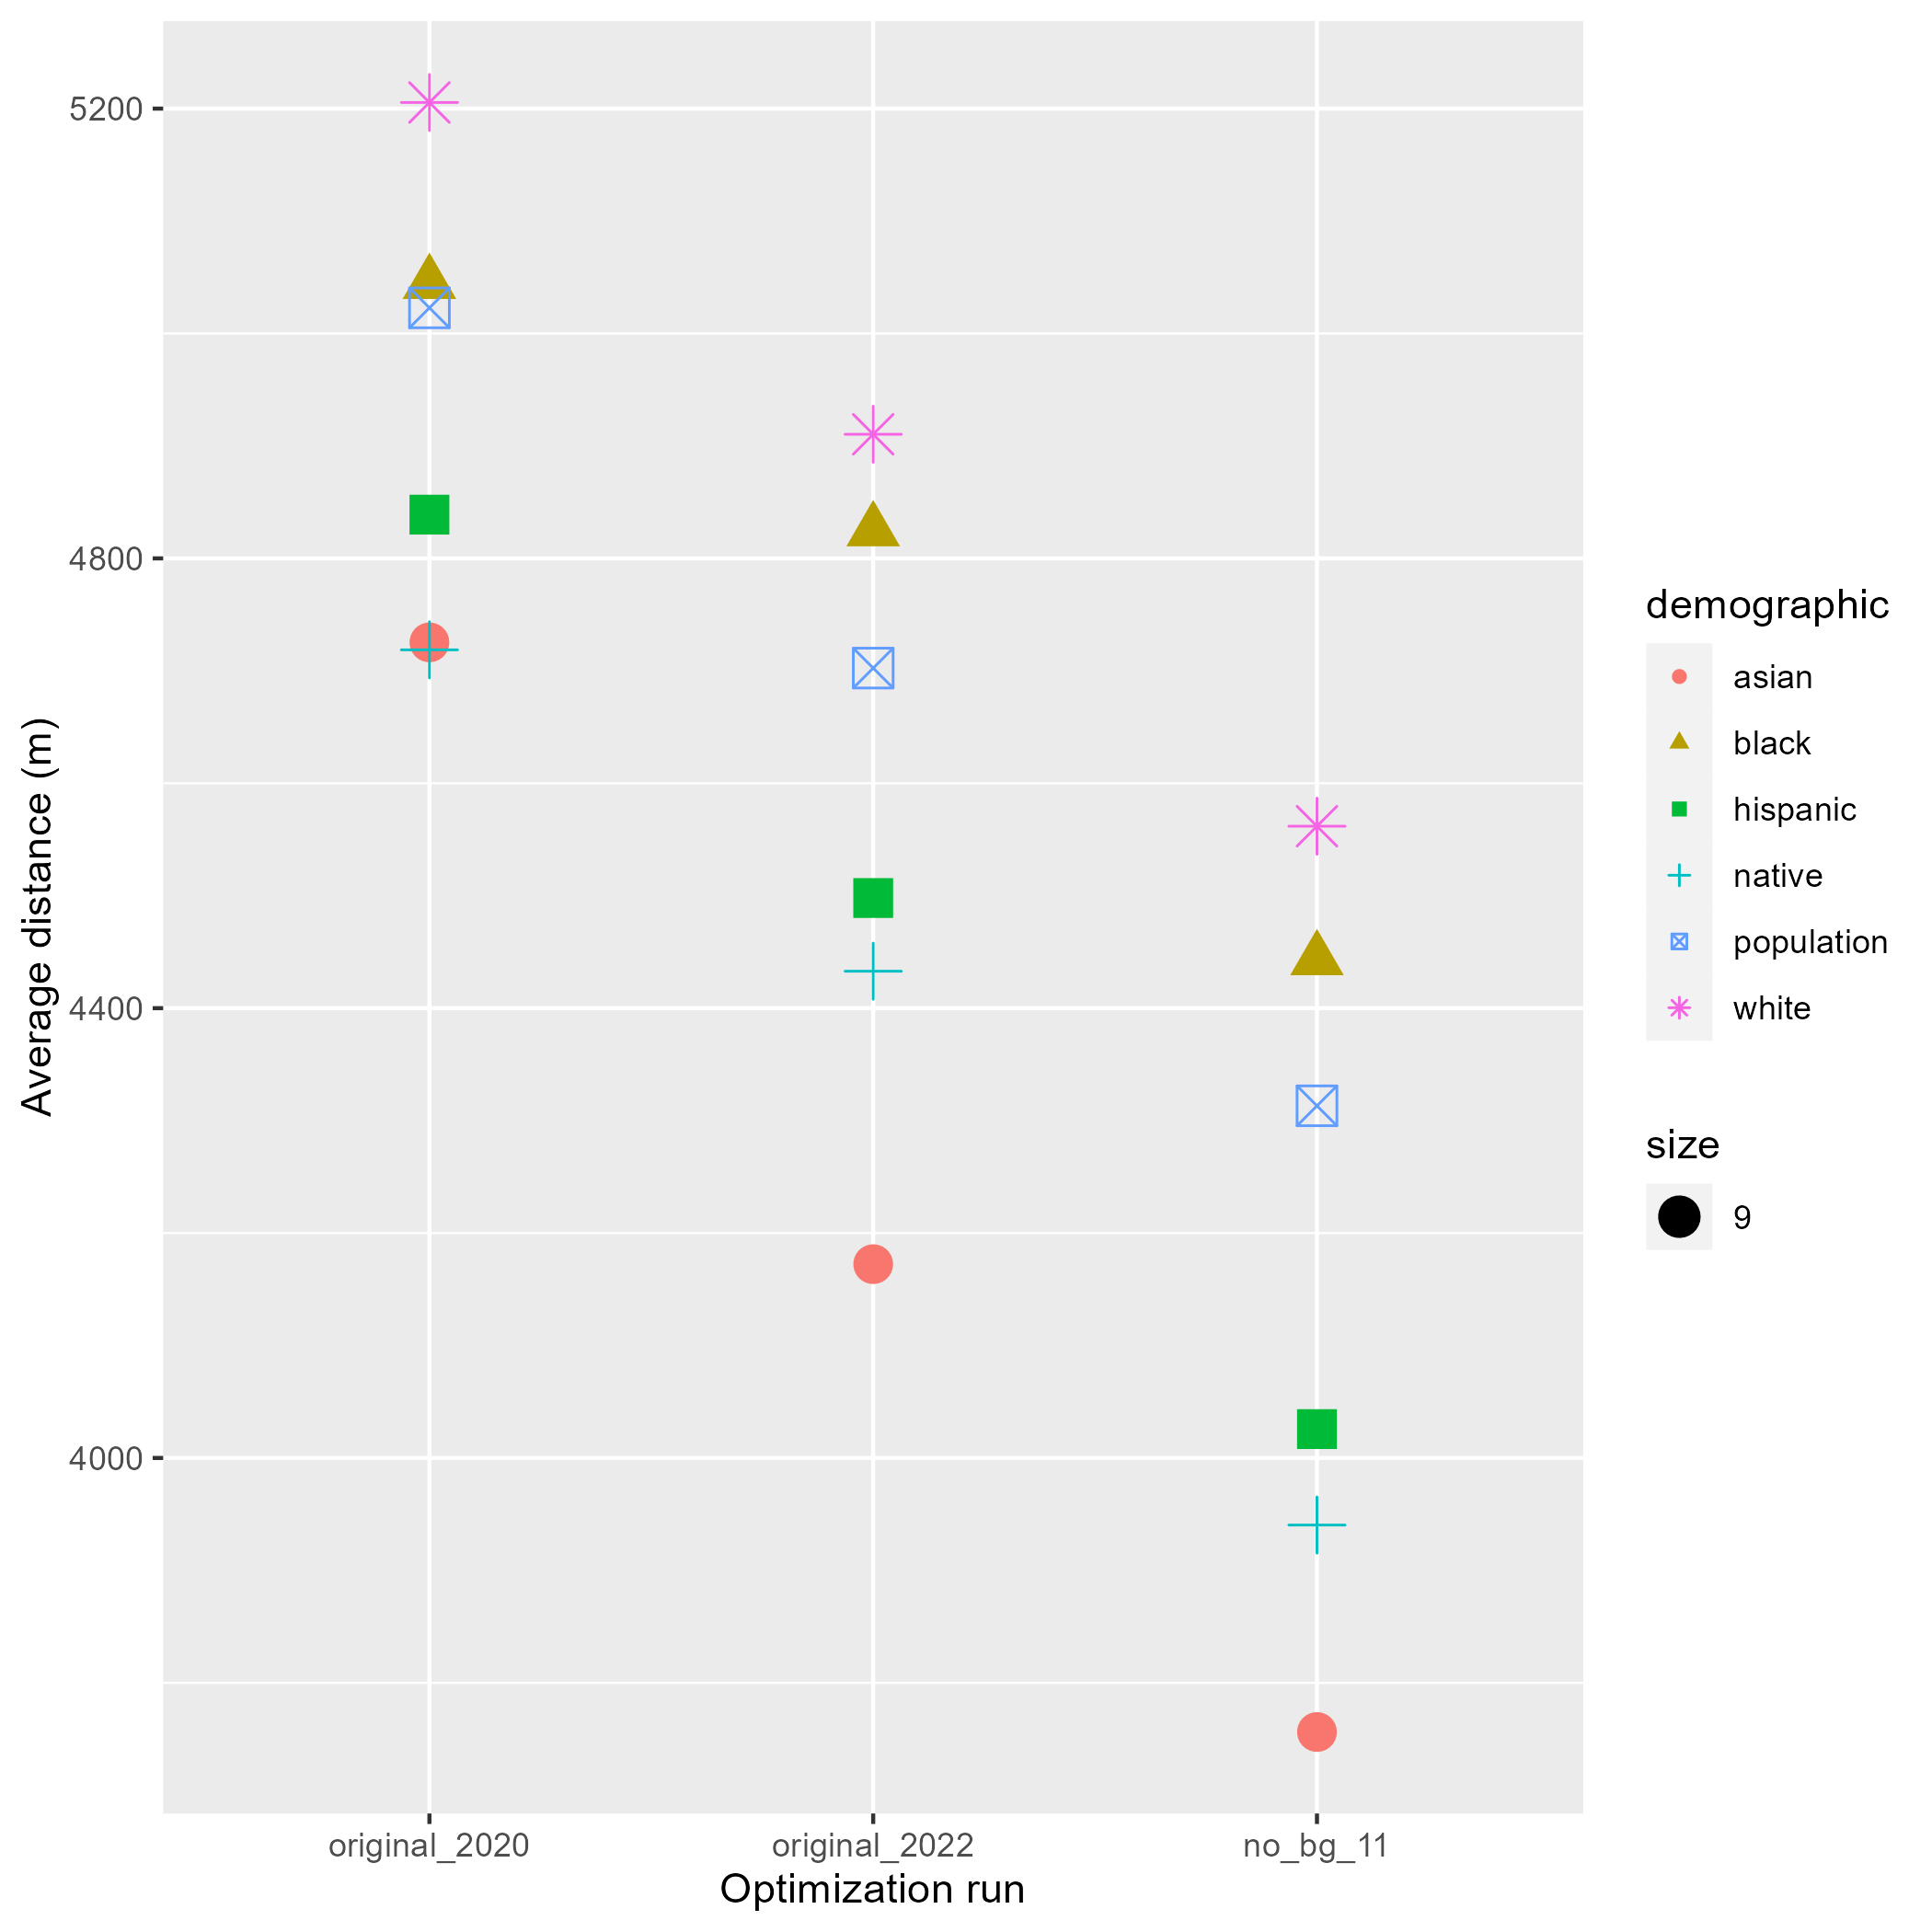 Average distance (m)
5200
4800
4400
4000
original_2020
original_2022
no_bg_11
Optimization run
demographic
asian
black
hispanic
native
population
white
size
9